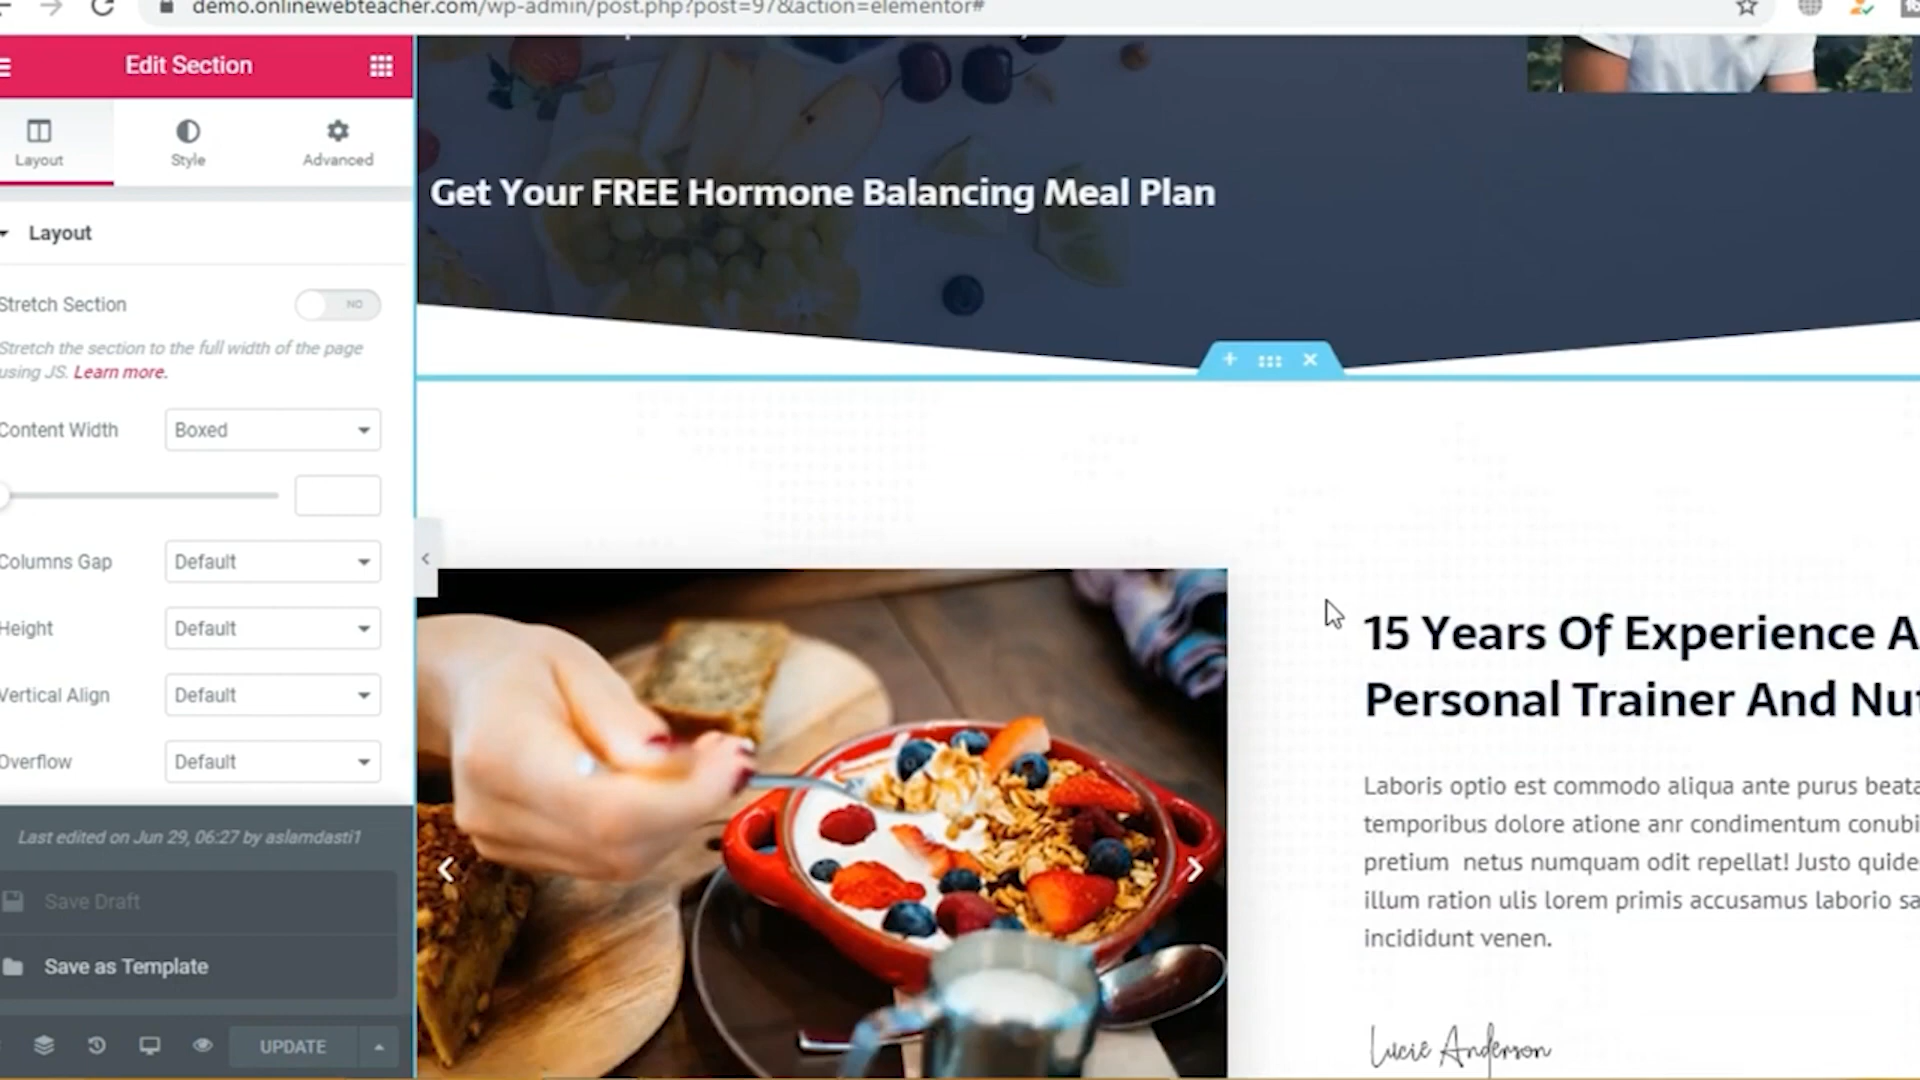 demo.onlinewebteacher.com/wp-admin/post.php?post=97&action=elementor#
Edit Section
Layout
Style
Advanced
Layout
Stretch Section
NO
Stretch the section to the full width of the page
using JS. Learn more.
Content Width
Boxed
Columns Gap
Default
Height
Default
Vertical Align
Default
Overflow
Default
Last edited on Jun 29, 06:27 by aslamdasti1
Save Draft
Save as Template
UPDATE
Get Your FREE Hormone Balancing Meal Plan
15 Years Of Experience A
Personal Trainer And Nut
Laboris optio est commodo aliqua ante purus beata
temporibus dolore atione anr condimentum conubi
pretium netus numquam odit repellat! Justo quide
illum ration ulis lorem primis accusamus laborio sa
incididunt venen.
Lucie Anderson